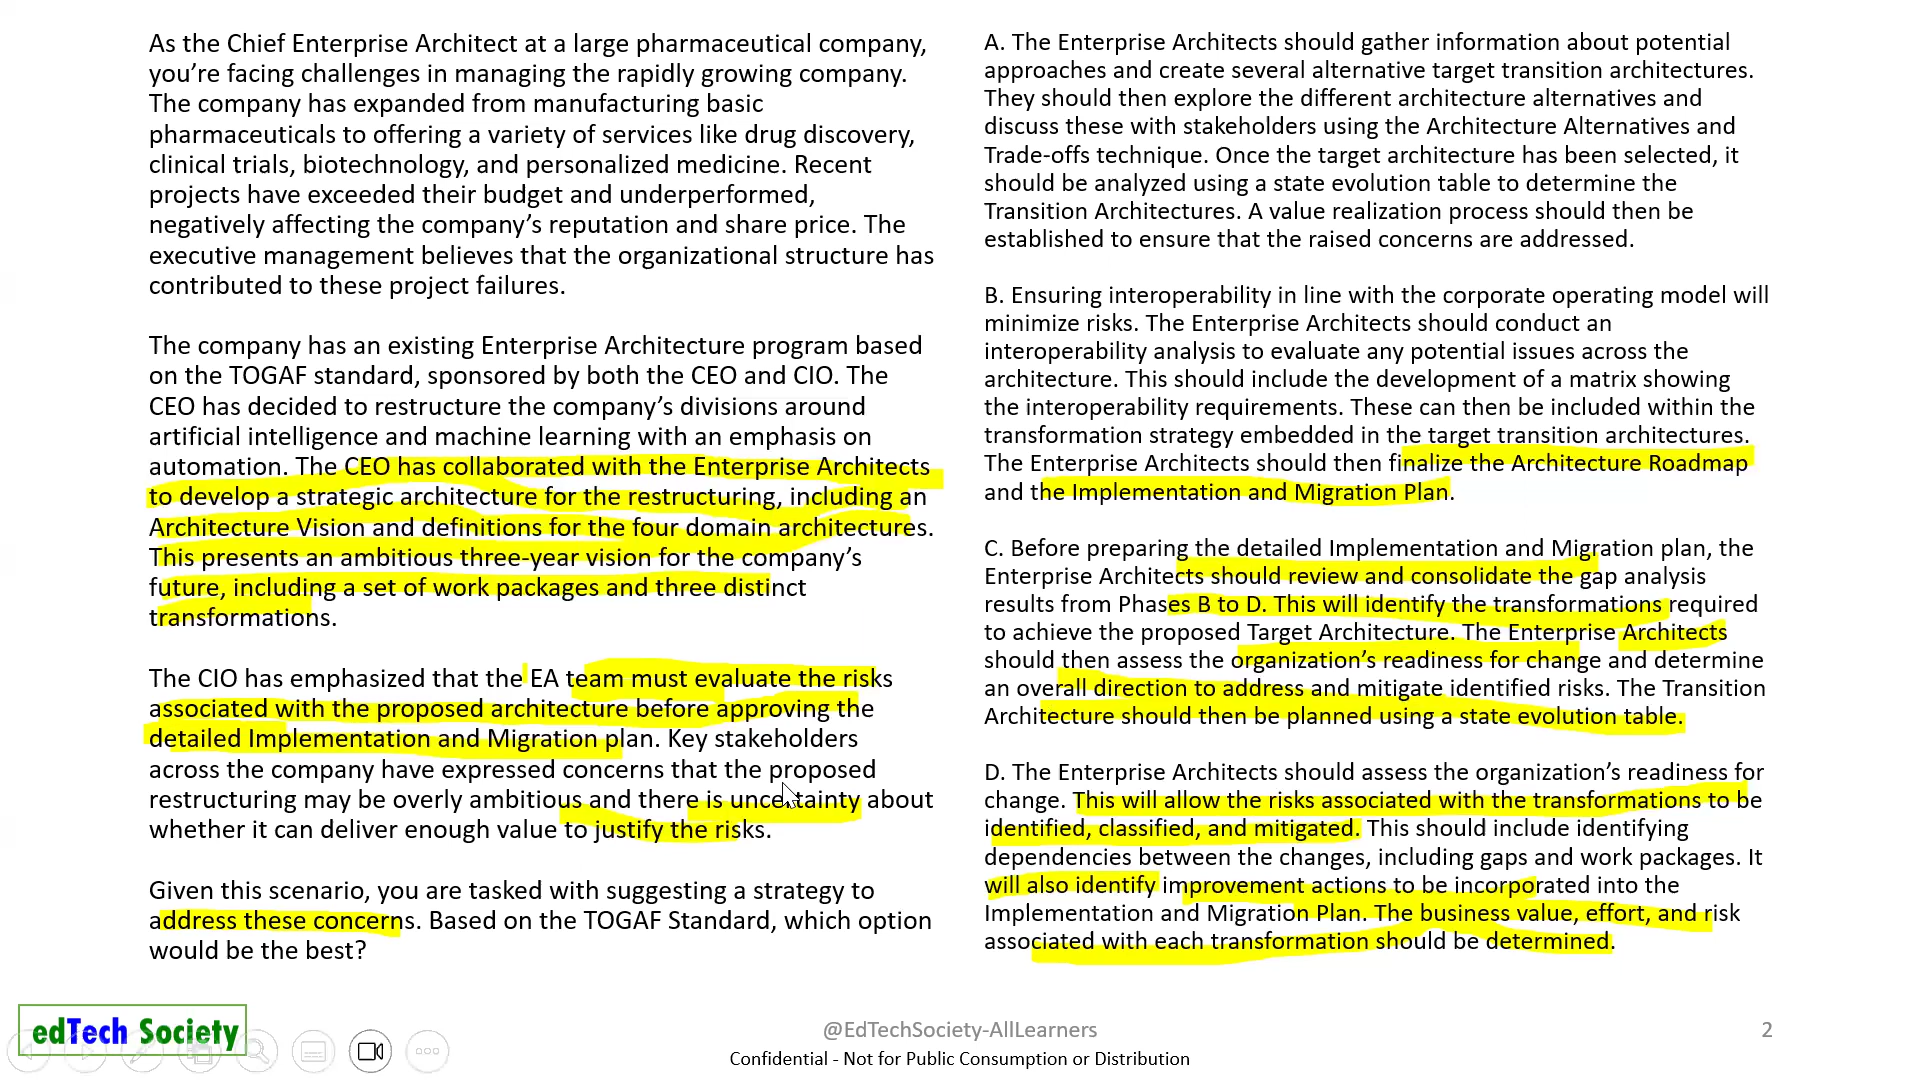 As the Chief Enterprise Architect at a large pharmaceutical company,
you’re facing challenges in managing the rapidly growing company.
The company has expanded from manufacturing basic
pharmaceuticals to offering a variety of services like drug discovery,
clinical trials, biotechnology, and personalized medicine. Recent
projects have exceeded their budget and underperformed,
negatively affecting the company’s reputation and share price. The
executive management believes that the organizational structure has
contributed to these project failures.
The company has an existing Enterprise Architecture program based
on the TOGAF standard, sponsored by both the CEO and CIO. The
CEO has decided to restructure the company’s divisions around
artificial intelligence and machine learning with an emphasis on
automation. The CEO has collaborated with the Enterprise Architects
to develop a strategic architecture for the restructuring, including an
Architecture Vision and definitions for the four domain architectures.
This presents an ambitious three-year vision for the company’s
future, including a set of work packages and three distinct
transformations.
The CIO has emphasized that the EA team must evaluate the risks
associated with the proposed architecture before approving the
detailed Implementation and Migration plan. Key stakeholders
across the company have expressed concerns that the proposed
restructuring may be overly ambitious and there is uncertainty about
whether it can deliver enough value to justify the risks.
Given this scenario, you are tasked with suggesting a strategy to
address these concerns. Based on the TOGAF Standard, which option
would be the best?
A. The Enterprise Architects should gather information about potential
approaches and create several alternative target transition architectures.
They should then explore the different architecture alternatives and
discuss these with stakeholders using the Architecture Alternatives and
Trade-offs technique. Once the target architecture has been selected, it
should be analyzed using a state evolution table to determine the
Transition Architectures. A value realization process should then be
established to ensure that the raised concerns are addressed.
B. Ensuring interoperability in line with the corporate operating model will
minimize risks. The Enterprise Architects should conduct an
interoperability analysis to evaluate any potential issues across the
architecture. This should include the development of a matrix showing
the interoperability requirements. These can then be included within the
transformation strategy embedded in the target transition architectures.
The Enterprise Architects should then finalize the Architecture Roadmap
and the Implementation and Migration Plan.
C. Before preparing the detailed Implementation and Migration plan, the
Enterprise Architects should review and consolidate the gap analysis
results from Phases B to D. This will identify the transformations required
to achieve the proposed Target Architecture. The Enterprise Architects
should then assess the organization’s readiness for change and determine
an overall direction to address and mitigate identified risks. The Transition
Architecture should then be planned using a state evolution table.
D. The Enterprise Architects should assess the organization’s readiness for
change. This will allow the risks associated with the transformations to be
identified, classified, and mitigated. This should include identifying
dependencies between the changes, including gaps and work packages. It
will also identify improvement actions to be incorporated into the
Implementation and Migration Plan. The business value, effort, and risk
associated with each transformation should be determined.
edTech Society
@EdTechSociety-AllLearners
2
Confidential - Not for Public Consumption or Distribution